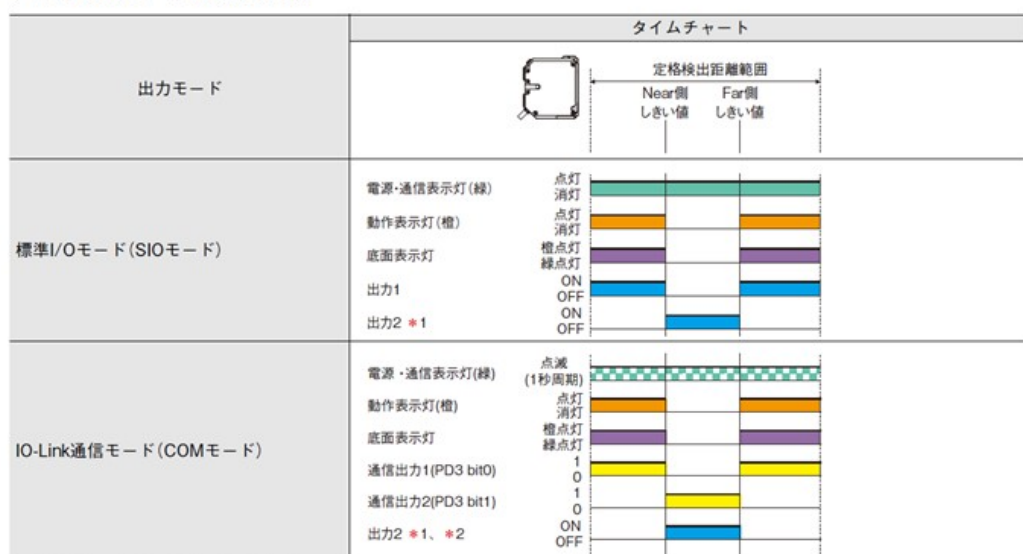 タイムチャート
出力モード
定格検出距離範囲
Near側 Far側
しきい値 しきい値
標準I/Oモード(SIOモード)
電源・通信表示灯(緑) 点灯
消灯
動作表示灯(橙) 点灯
消灯
底面表示灯 橙点灯
緑点灯
出力1 ON
OFF
出力2 *1 ON
OFF
IO-Link通信モード(COMモード)
電源・通信表示灯(緑) 点滅
(1秒周期)
動作表示灯(橙) 点灯
消灯
底面表示灯 橙点灯
緑点灯
通信出力1(PD3 bit0) 1
0
通信出力2(PD3 bit1) 1
0
出力2 *1、*2 ON
OFF